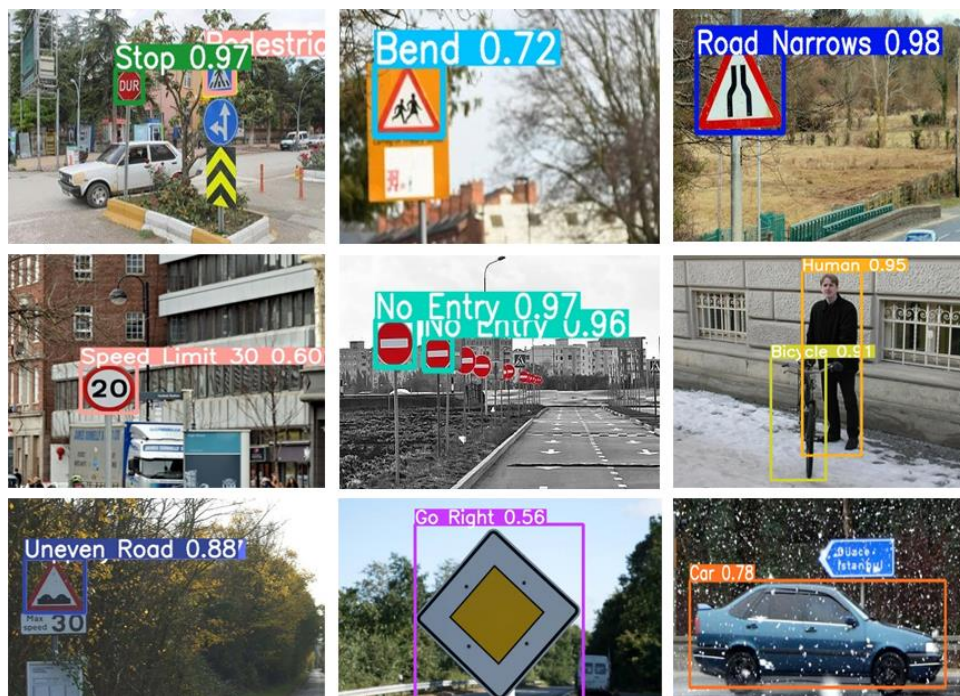 Stop 0.97
Pedestric
DUR
Bend 0.72
Road Narrows 0.98
Speed Limit 30 0.60
20
No Entry 0.97
No Entry 0.96
Human 0.95
Bicycle 0.91
Uneven Road 0.88
Max
speed 30
Go Right 0.56
Car 0.78
Düzce
İstanbul